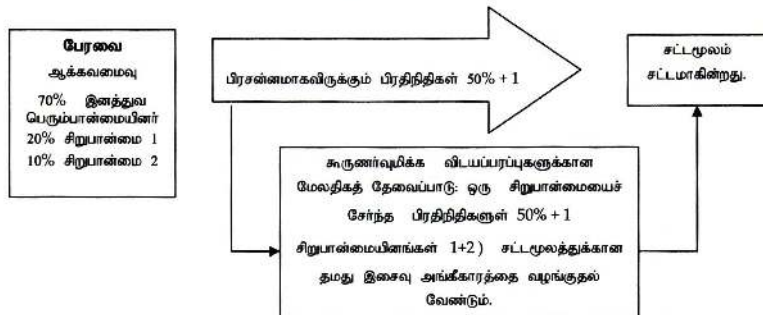 பேரவை
ஆக்கவமைவு
70% இனத்துவ
பெரும்பான்மையினர்
20% சிறுபான்மை 1
10% சிறுபான்மை 2
பிரசன்னமாகவிருக்கும் பிரதிநிதிகள் 50% + 1
சட்டமூலம்
சட்டமாகின்றது.
கூருணர்வுமிக்க விடயப்பரப்புகளுக்கான
மேலதிகத் தேவைப்பாடு: ஒரு சிறுபான்மையைச்
சேர்ந்த பிரதிநிதிகளுள் 50% + 1
சிறுபான்மையினங்கள் 1+2) சட்டமூலத்துக்கான
தமது இசைவு அங்கீகாரத்தை வழங்குதல்
வேண்டும்.